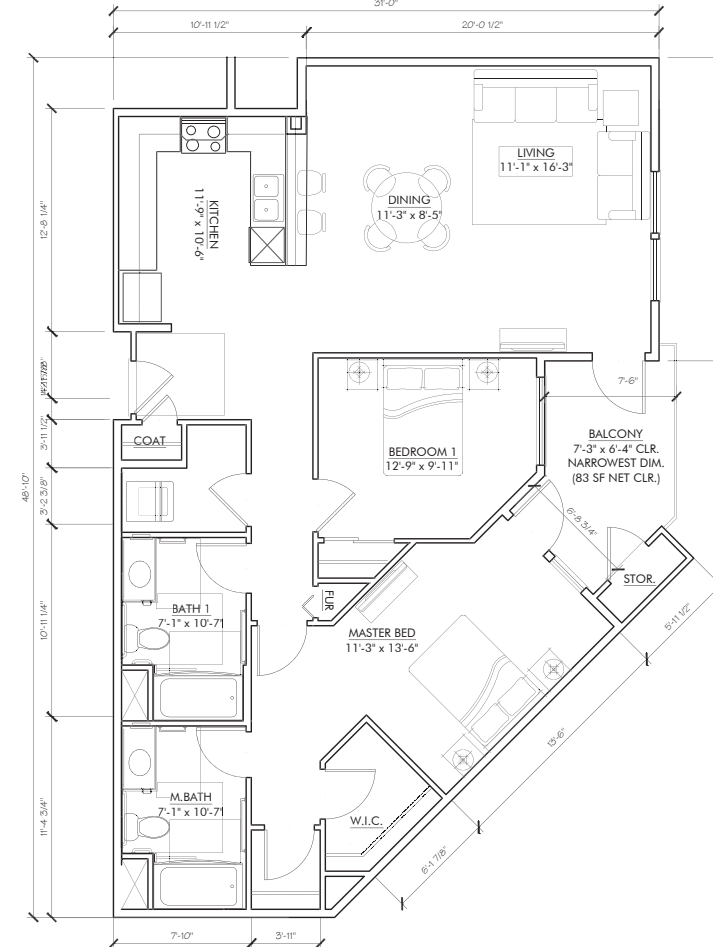 31'-0"
10'-11 1/2"
20'-0 1/2"
LIVING
11'-1" x 16'-3"
DINING
11'-3" x 8'-5"
KITCHEN
11'-9" x 10'-6"
12'-8 1/4"
7'-6"
BALCONY
7'-3" x 6'-4" CLR.
NARROWEST DIM.
(83 SF NET CLR.)
3'-11 1/2"
COAT
BEDROOM 1
12'-9" x 9'-11"
48'-10"
3'-2 3/8"
6'-8 3/4"
STOR.
FUR
BATH 1
7'-1" x 10'-7"
10'-11 1/4"
MASTER BED
11'-3" x 13'-6"
5'-11 1/2"
13'-6"
M.BATH
7'-1" x 10'-7"
11'-4 3/4"
W.I.C.
6'-1 7/8"
7'-10"
3'-11"